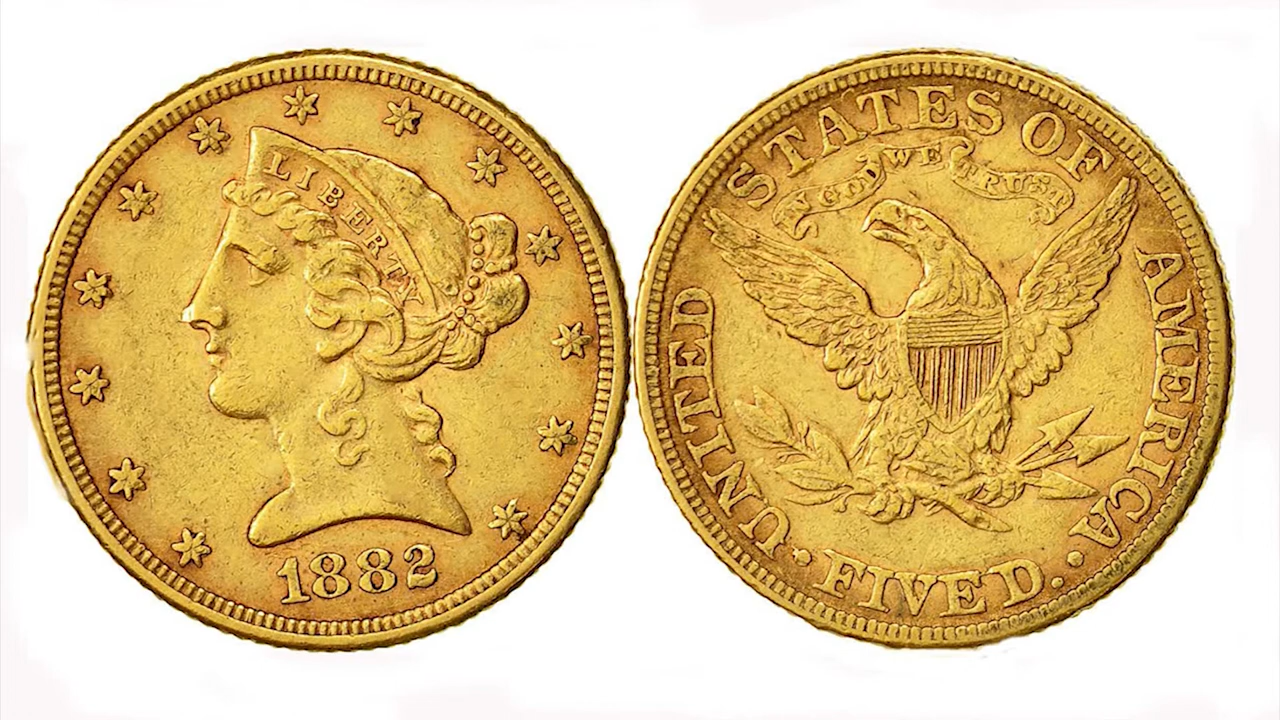 LIBERTY
1882
UNITED STATES OF AMERICA
IN GOD WE TRUST
FIVE D.